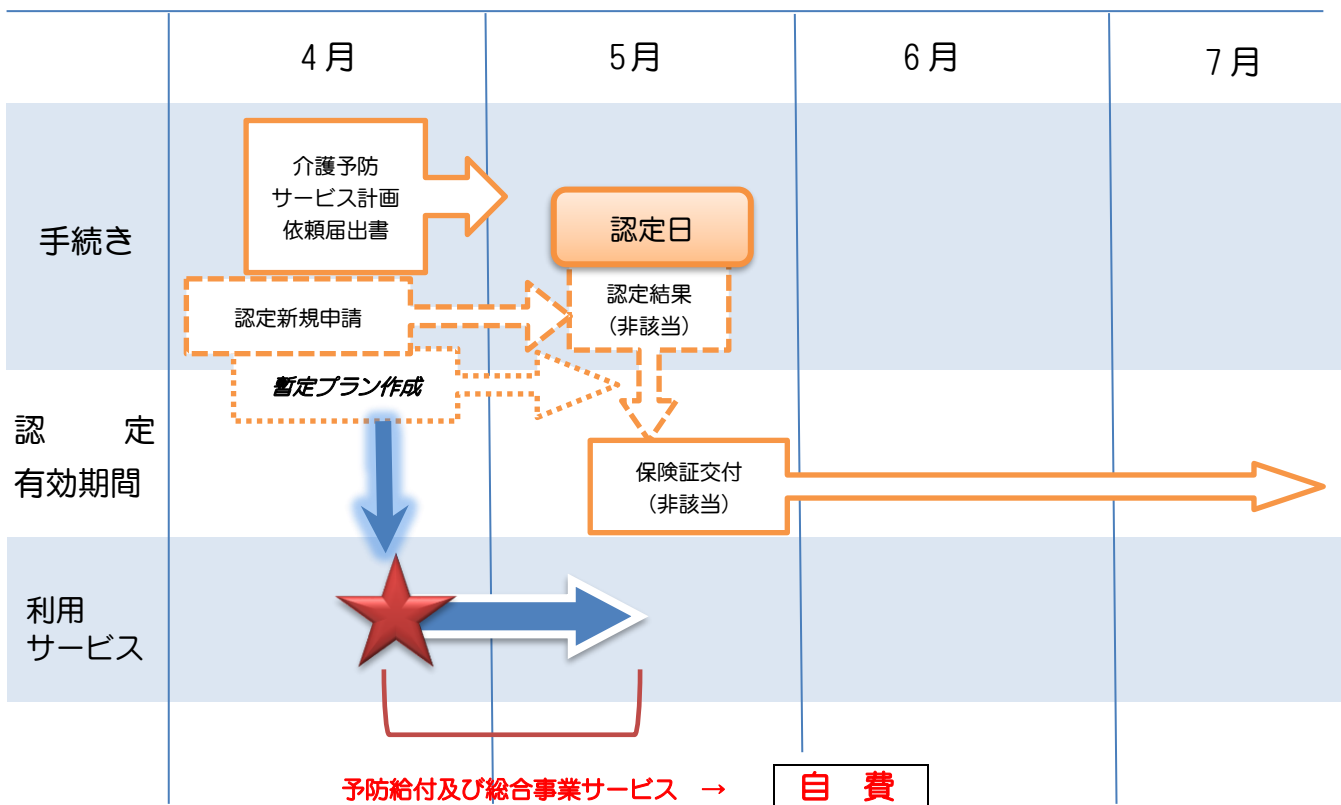 4月
5月
6月
7月
手続き
介護予防
サービス計画
依頼届出書
認定日
認定新規申請
認定結果
(非該当)
暫定プラン作成
認　　定
有効期間
保険証交付
(非該当)
利用
サービス
予防給付及び総合事業サービス　→　自　費